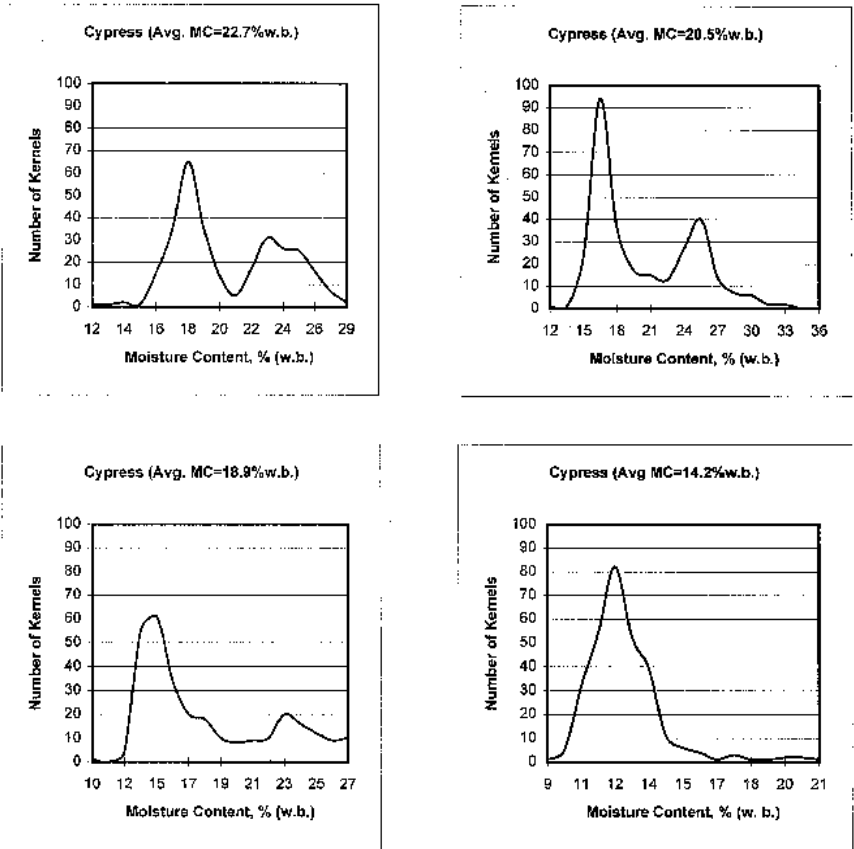 Cypress (Avg. MC=22.7%w.b.)
100
90
80
70
60
50
40
30
20
10
0
Number of Kernels
12 14 16 18 20 21 23 24 26 29
Moisture Content, % (w.b.)
Cypress (Avg. MC=20.5%w.b.)
100
90
80
70
60
50
40
30
20
10
0
Number of Kernels
12 15 18 21 24 27 30 33 36
Moisture Content, % (w.b.)
Cypress (Avg. MC=18.9%w.b.)
100
90
80
70
60
50
40
30
20
10
0
Number of Kernels
10 12 15 17 19 21 23 25 27
Moisture Content, % (w.b.)
Cypress (Avg MC=14.2%w.b.)
100
90
80
70
60
50
40
30
20
10
0
Number of Kernels
9 11 12 14 15 17 18 20 21
Moisture Content, % (w. b.)